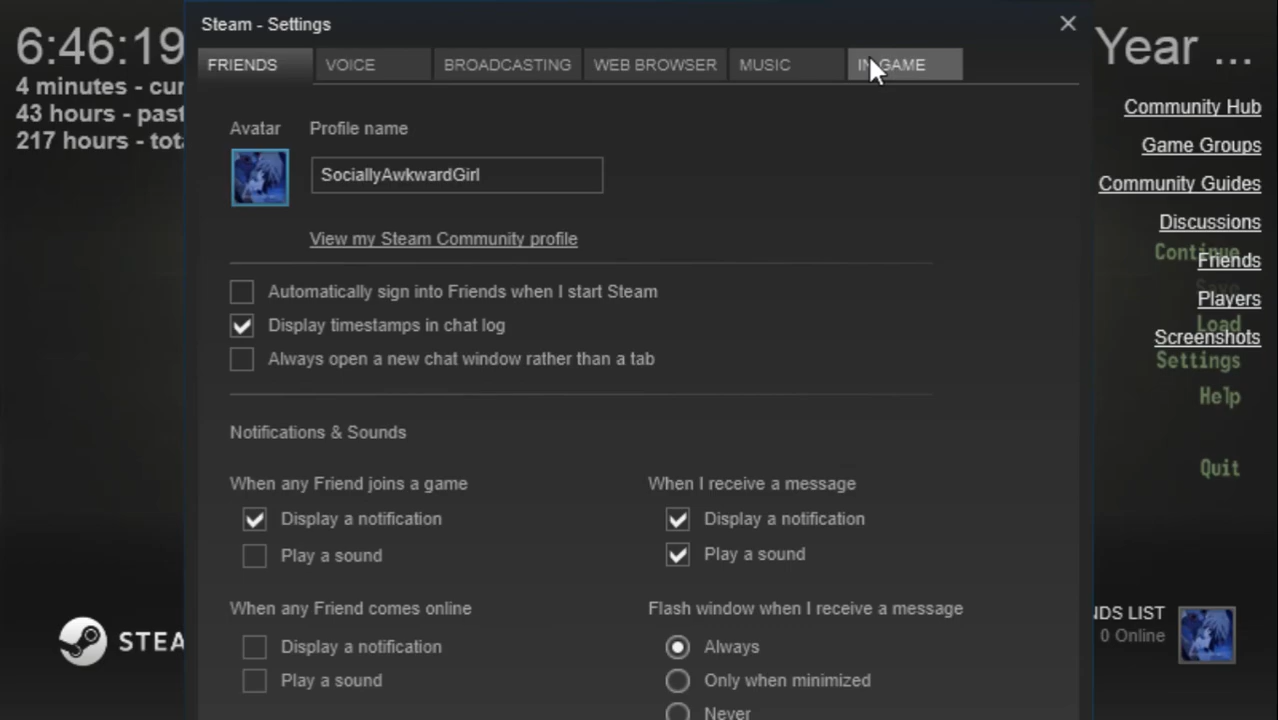 Steam - Settings
6:46:19
Year ...
FRIENDS
VOICE
BROADCASTING
WEB BROWSER
MUSIC
IN GAME
4 minutes - cur
43 hours - past
217 hours - tot
Community Hub
Game Groups
Community Guides
Discussions
Continue
Friends
Save
Players
Load
Screenshots
Settings
Help
Quit
Avatar
Profile name
SociallyAwkwardGirl
View my Steam Community profile
Automatically sign into Friends when I start Steam
Display timestamps in chat log
Always open a new chat window rather than a tab
Notifications & Sounds
When any Friend joins a game
Display a notification
Play a sound
When I receive a message
Display a notification
Play a sound
When any Friend comes online
Display a notification
Play a sound
Flash window when I receive a message
Always
Only when minimized
Never
STEA
NDS LIST
0 Online